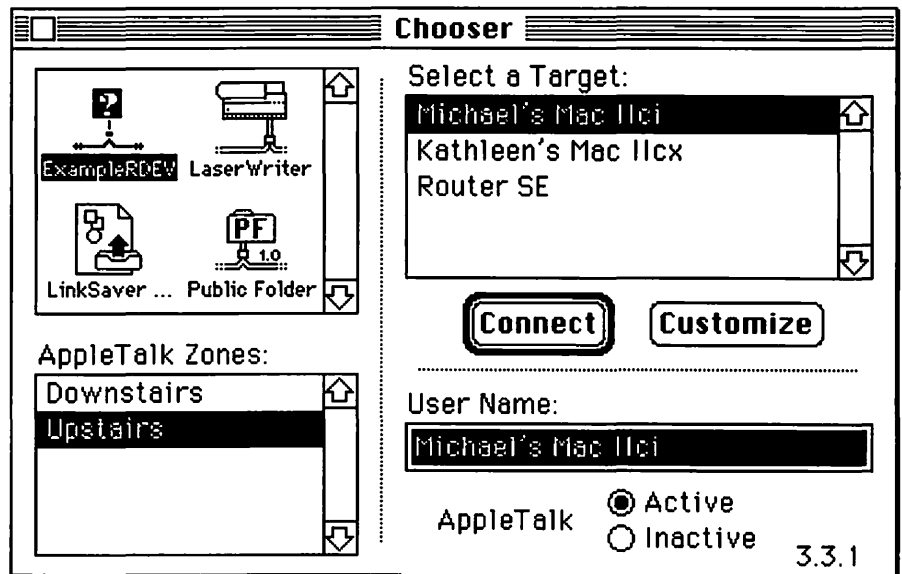 Chooser
?
ExampleRDEV
LaserWriter
LinkSaver ...
PF
1.0
Public Folder
AppleTalk Zones:
Downstairs
Upstairs
Select a Target:
Michael's Mac IIci
Kathleen's Mac IIcx
Router SE
Connect
Customize
User Name:
Michael's Mac IIci
AppleTalk
Active
Inactive
3.3.1